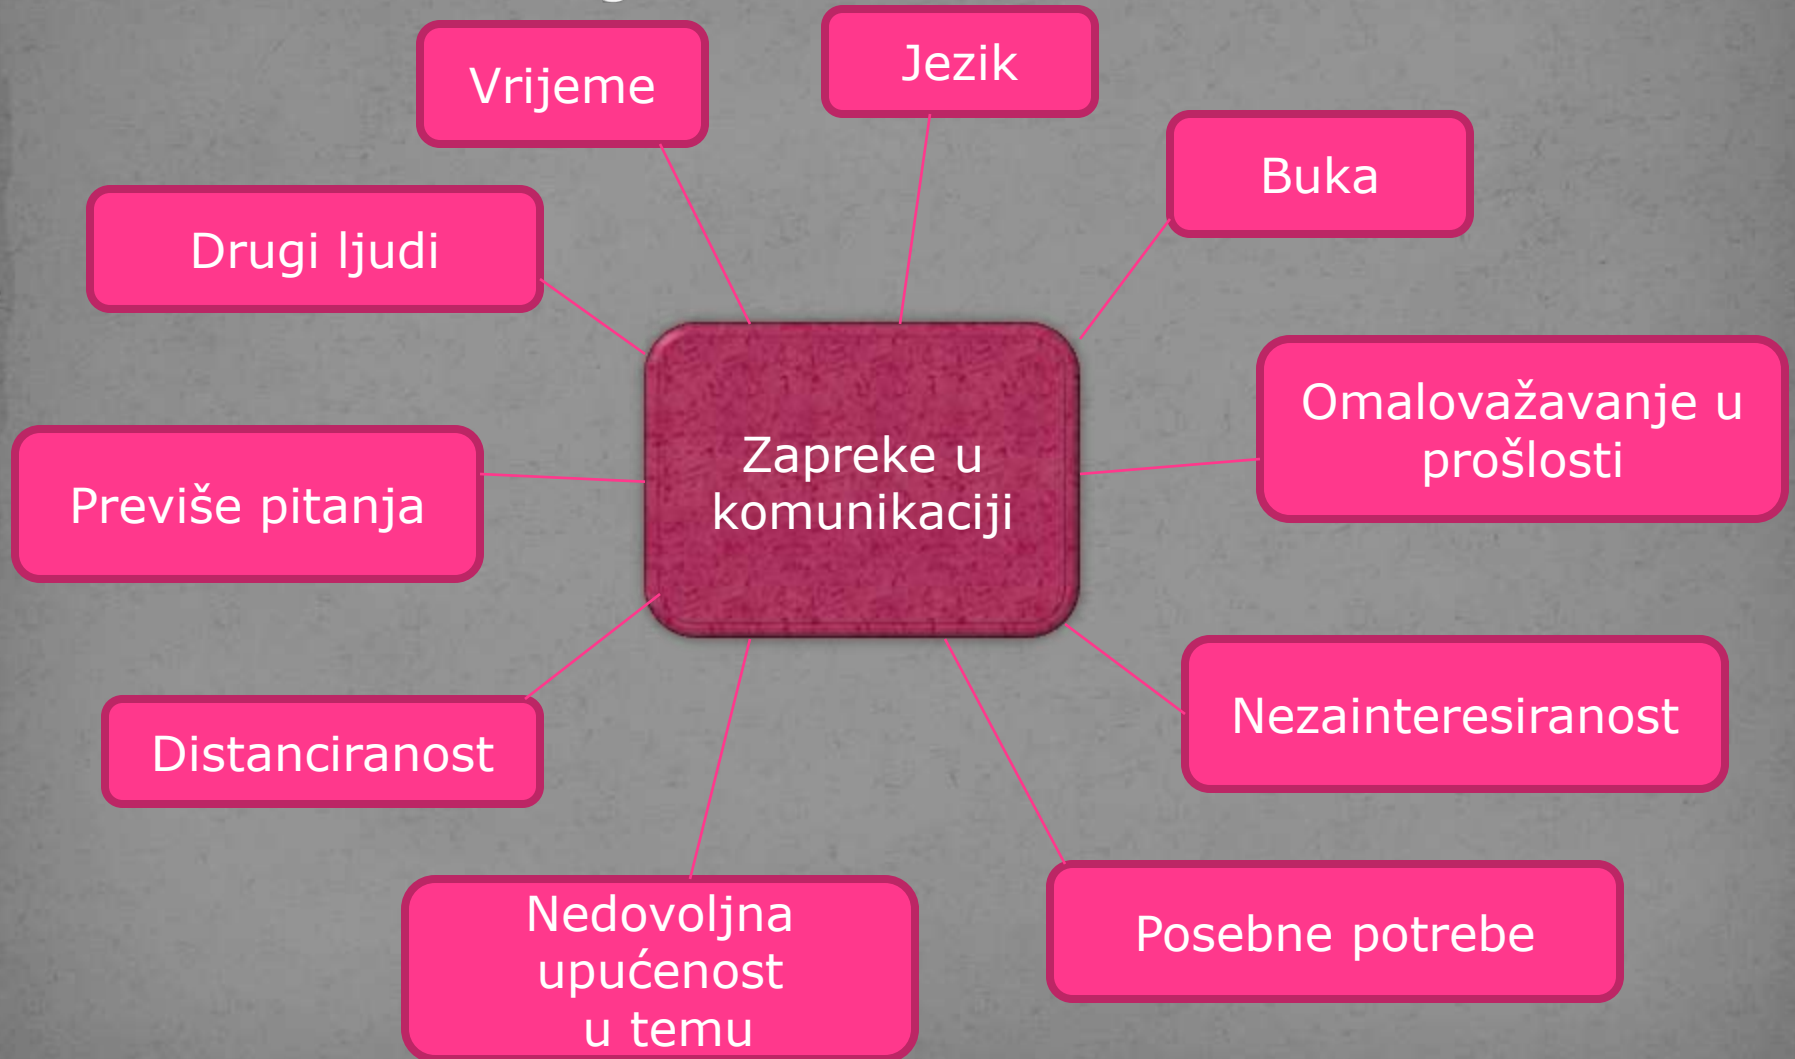 Vrijeme
Jezik
Buka
Drugi ljudi
Omalovažavanje u
prošlosti
Zapreke u
komunikaciji
Previše pitanja
Nezainteresiranost
Distanciranost
Nedovoljna
upućenost
u temu
Posebne potrebe